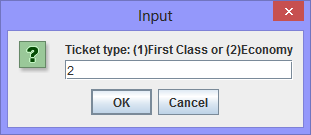 Input
Ticket type: (1)First Class or (2)Economy
2
OK
Cancel